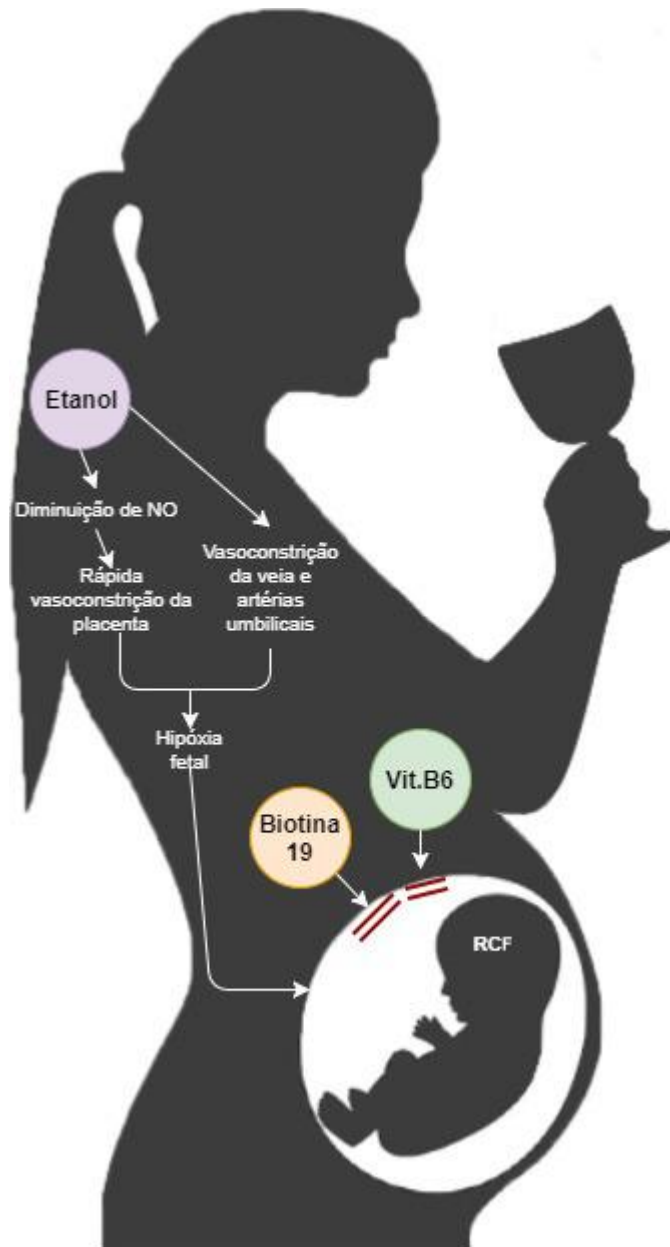 Etanol
Diminuição de NO
Rápida
vasoconstrição da
placenta
Vasoconstrição
da veia e
artérias
umbilicais
Hipóxia
fetal
Vit.B6
Biotina
19
RCF